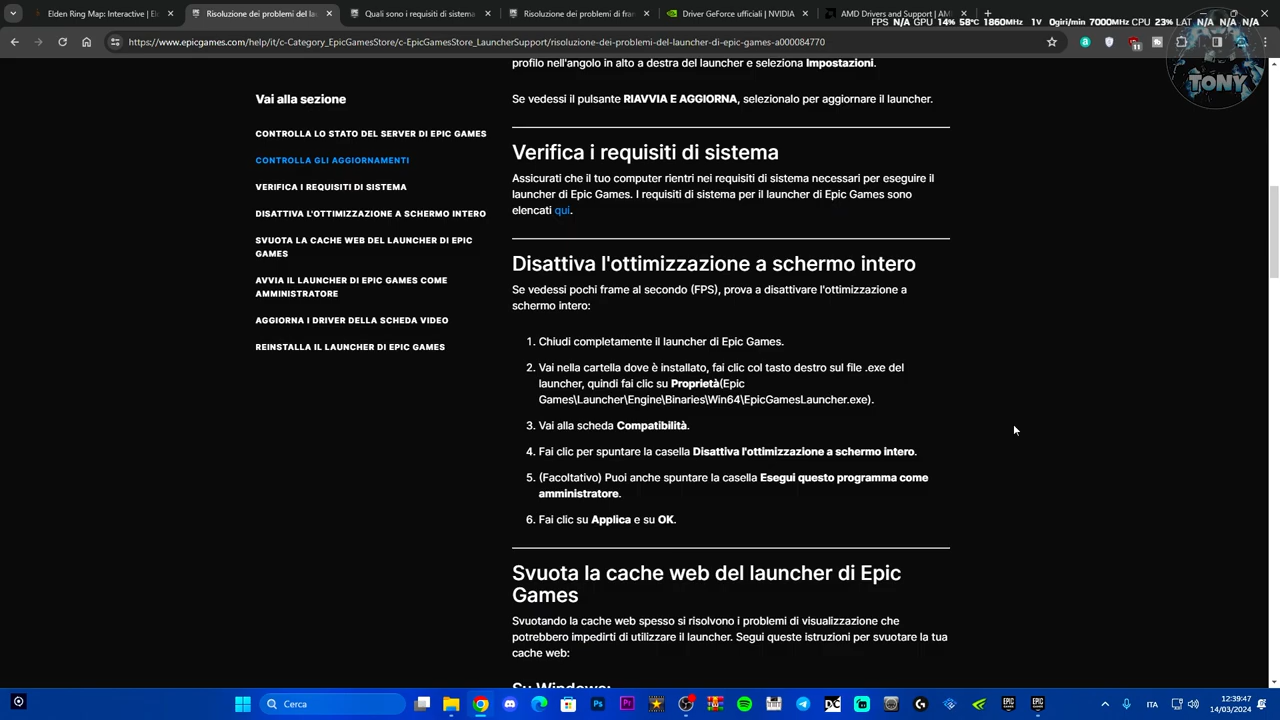 Elden Ring Map: Interactive | Elde
Risoluzione dei problemi del lau
Quali sono i requisiti di sistema
Risoluzione dei problemi di fran
Driver GeForce ufficiali | NVIDIA
AMD Drivers and Support | AM
FPS N/A GPU 14% 58°C 1860MHz 0giri/min 7000MHz CPU 23% LAT N/A N/A N/A
https://www.epicgames.com/help/it/c-Category_EpicGamesStore/c-EpicGamesStore_LauncherSupport/risoluzione-dei-problemi-del-launcher-di-epic-games-a000084770
11
TONY
profilo nell'angolo in alto a destra del launcher e seleziona Impostazioni.
Se vedessi il pulsante RIAVVIA E AGGIORNA, selezionalo per aggiornare il launcher.
Vai alla sezione
CONTROLLA LO STATO DEL SERVER DI EPIC GAMES
CONTROLLA GLI AGGIORNAMENTI
VERIFICA I REQUISITI DI SISTEMA
DISATTIVA L'OTTIMIZZAZIONE A SCHERMO INTERO
SVUOTA LA CACHE WEB DEL LAUNCHER DI EPIC
GAMES
AVVIA IL LAUNCHER DI EPIC GAMES COME
AMMINISTRATORE
AGGIORNA I DRIVER DELLA SCHEDA VIDEO
REINSTALLA IL LAUNCHER DI EPIC GAMES
Verifica i requisiti di sistema
Assicurati che il tuo computer rientri nei requisiti di sistema necessari per eseguire il
launcher di Epic Games. I requisiti di sistema per il launcher di Epic Games sono
elencati qui.
Disattiva l'ottimizzazione a schermo intero
Se vedessi pochi frame al secondo (FPS), prova a disattivare l'ottimizzazione a
schermo intero:
1. Chiudi completamente il launcher di Epic Games.
2. Vai nella cartella dove è installato, fai clic col tasto destro sul file .exe del
launcher, quindi fai clic su Proprietà(Epic
Games\Launcher\Engine\Binaries\Win64\EpicGamesLauncher.exe).
3. Vai alla scheda Compatibilità.
4. Fai clic per spuntare la casella Disattiva l'ottimizzazione a schermo intero.
5. (Facoltativo) Puoi anche spuntare la casella Esegui questo programma come
amministratore.
6. Fai clic su Applica e su OK.
Svuota la cache web del launcher di Epic
Games
Svuotando la cache web spesso si risolvono i problemi di visualizzazione che
potrebbero impedirti di utilizzare il launcher. Segui queste istruzioni per svuotare la tua
cache web:
Su Windows:
Cerca
Ps
Pr
DC
EPIC
EPIC
ITA
12:39:47
14/03/2024